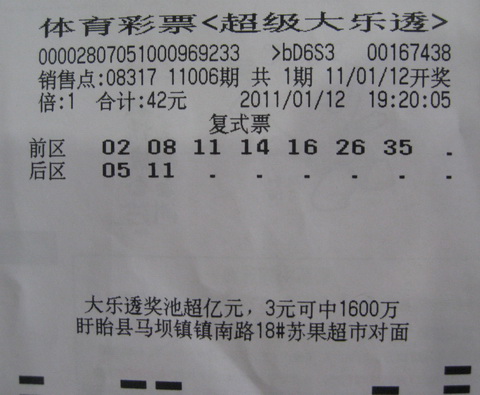 体育彩票<超级大乐透>
000028070510009​69233 >bD6S3 00167438
销售点:08317 11006期 共 1期 11/01/12开奖
倍:1 合计:42元 2011/01/12 19:20:05
复式票
前区 02 08 11 14 16 26 35 .
后区 05 11 . . . . . .
大乐透奖池超亿元，3元可中1600万
盱眙县马坝镇镇南路18#苏果超市对面